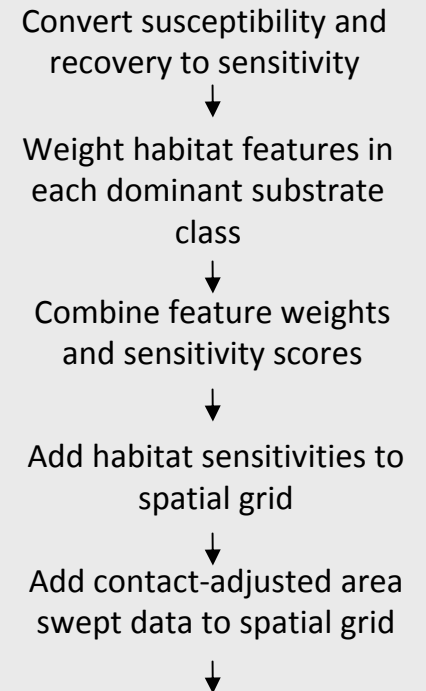 Convert susceptibility and
recovery to sensitivity
Weight habitat features in
each dominant substrate
class
Combine feature weights
and sensitivity scores
Add habitat sensitivities to
spatial grid
Add contact-adjusted area
swept data to spatial grid